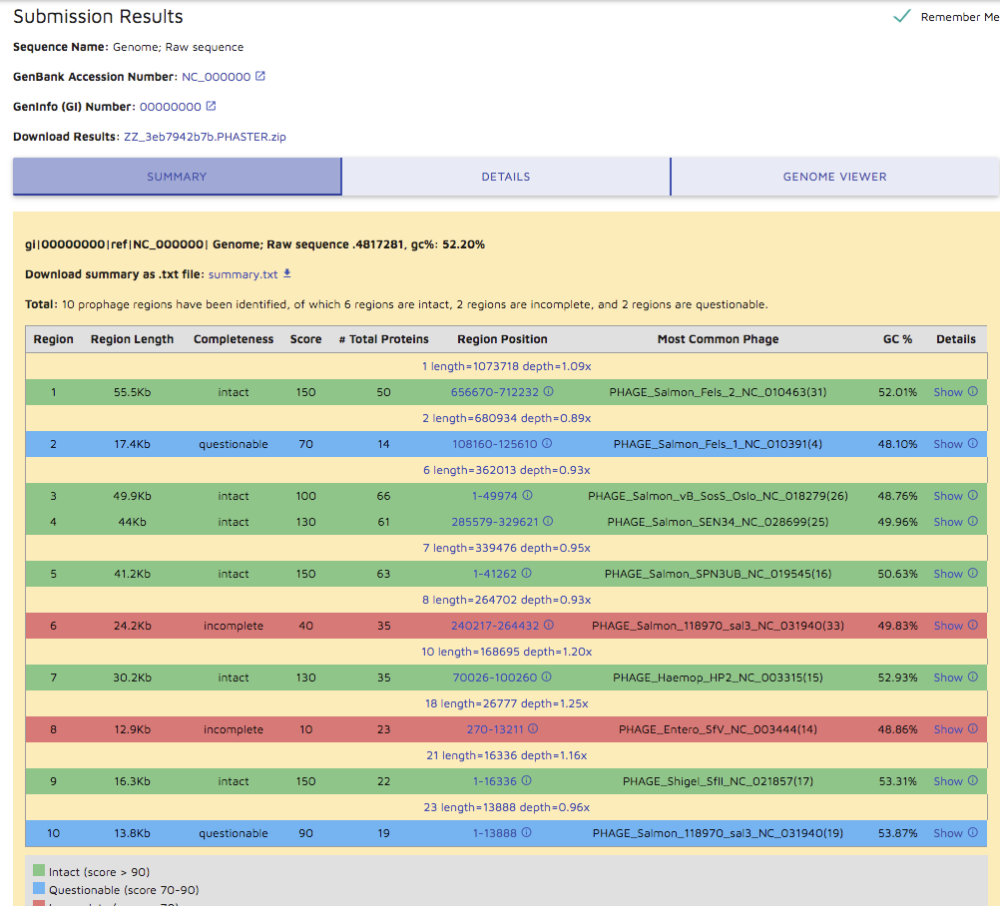 Submission Results
Remember Me
Sequence Name: Genome; Raw sequence
GenBank Accession Number: NC_000000
GenInfo (GI) Number: 00000000
Download Results: ZZ_3eb7942b7b.PHASTER.zip
SUMMARY DETAILS GENOME VIEWER
gi|00000000|ref|NC_000000| Genome; Raw sequence .4817281, gc%: 52.20%
Download summary as .txt file: summary.txt
Total: 10 prophage regions have been identified, of which 6 regions are intact, 2 regions are incomplete, and 2 regions are questionable.
Region Region Length Completeness Score # Total Proteins Region Position Most Common Phage GC % Details
1 length=1073718 depth=1.09x
1 55.5Kb intact 150 50 656670-712232 PHAGE_Salmon_Fels_2_NC_010463(31) 52.01% Show
2 length=680934 depth=0.89x
2 17.4Kb questionable 70 14 108160-125610 PHAGE_Salmon_Fels_1_NC_010391(4) 48.10% Show
6 length=362013 depth=0.93x
3 49.9Kb intact 100 66 1-49974 PHAGE_Salmon_vB_SosS_Oslo_NC_018279(26) 48.76% Show
4 44Kb intact 130 61 285579-329621 PHAGE_Salmon_SEN34_NC_028699(25) 49.96% Show
7 length=339476 depth=0.95x
5 41.2Kb intact 150 63 1-41262 PHAGE_Salmon_SPN3UB_NC_019545(16) 50.63% Show
8 length=264702 depth=0.93x
6 24.2Kb incomplete 40 35 240217-264432 PHAGE_Salmon_118970_sal3_NC_031940(33) 49.83% Show
10 length=168695 depth=1.20x
7 30.2Kb intact 130 35 70026-100260 PHAGE_Haemop_HP2_NC_003315(15) 52.93% Show
18 length=26777 depth=1.25x
8 12.9Kb incomplete 10 23 270-13211 PHAGE_Entero_SfV_NC_003444(14) 48.86% Show
21 length=16336 depth=1.16x
9 16.3Kb intact 150 22 1-16336 PHAGE_Shigel_SfII_NC_021857(17) 53.31% Show
23 length=13888 depth=0.96x
10 13.8Kb questionable 90 19 1-13888 PHAGE_Salmon_118970_sal3_NC_031940(19) 53.87% Show
Intact (score > 90)
Questionable (score 70-90)